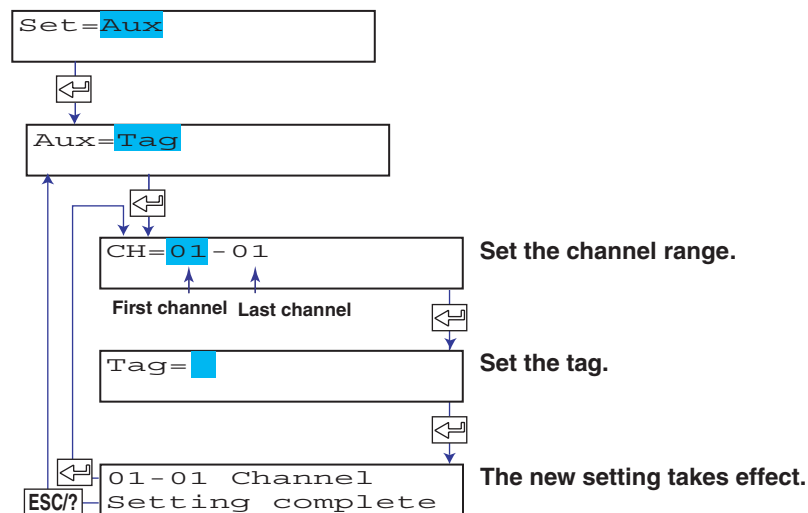 Set=Aux
Aux=Tag
CH=01-01
Set the channel range.
First channel
Last channel
Tag=
Set the tag.
01-01 Channel
The new setting takes effect.
ESC/?
Setting complete